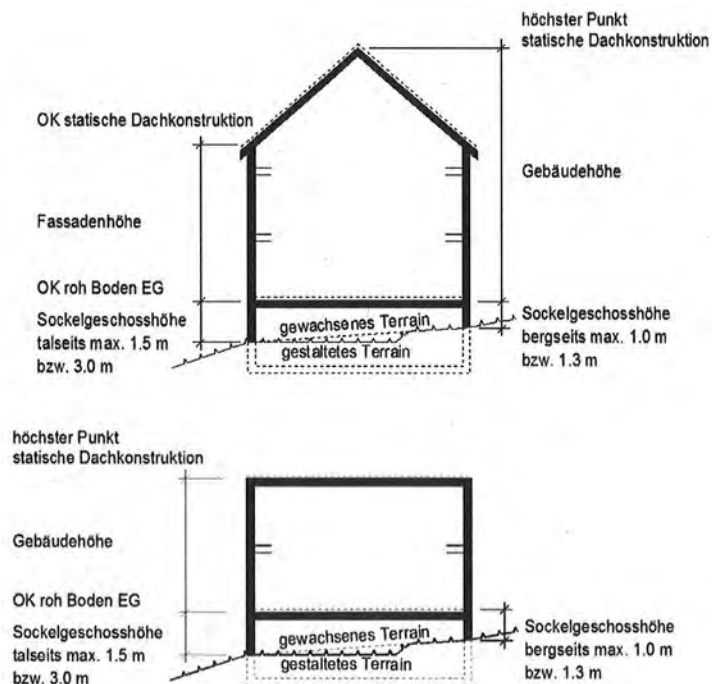 höchster Punkt
statische Dachkonstruktion
OK statische Dachkonstruktion
Gebäudehöhe
Fassadenhöhe
OK roh Boden EG
Sockelgeschosshöhe
talseits max. 1.5 m
bzw. 3.0 m
gewachsenes Terrain
gestaltetes Terrain
Sockelgeschosshöhe
bergseits max. 1.0 m
bzw. 1.3 m
höchster Punkt
statische Dachkonstruktion
Gebäudehöhe
OK roh Boden EG
Sockelgeschosshöhe
talseits max. 1.5 m
bzw. 3.0 m
gewachsenes Terrain
gestaltetes Terrain
Sockelgeschosshöhe
bergseits max. 1.0 m
bzw. 1.3 m